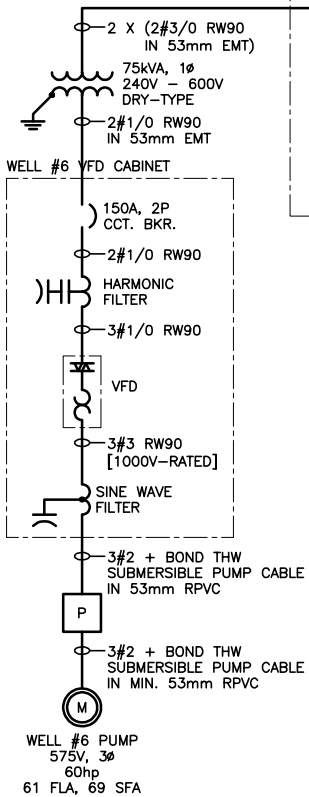 2 X (2#3/0 RW90
IN 53mm EMT)
75kVA, 1ø
240V - 600V
DRY-TYPE
2#1/0 RW90
IN 53mm EMT
WELL #6 VFD CABINET
150A, 2P
CCT. BKR.
2#1/0 RW90
HARMONIC
FILTER
3#1/0 RW90
VFD
3#3 RW90
[1000V-RATED]
SINE WAVE
FILTER
3#2 + BOND THW
SUBMERSIBLE PUMP CABLE
IN 53mm RPVC
P
3#2 + BOND THW
SUBMERSIBLE PUMP CABLE
IN MIN. 53mm RPVC
M
WELL #6 PUMP
575V, 3ø
60hp
61 FLA, 69 SFA